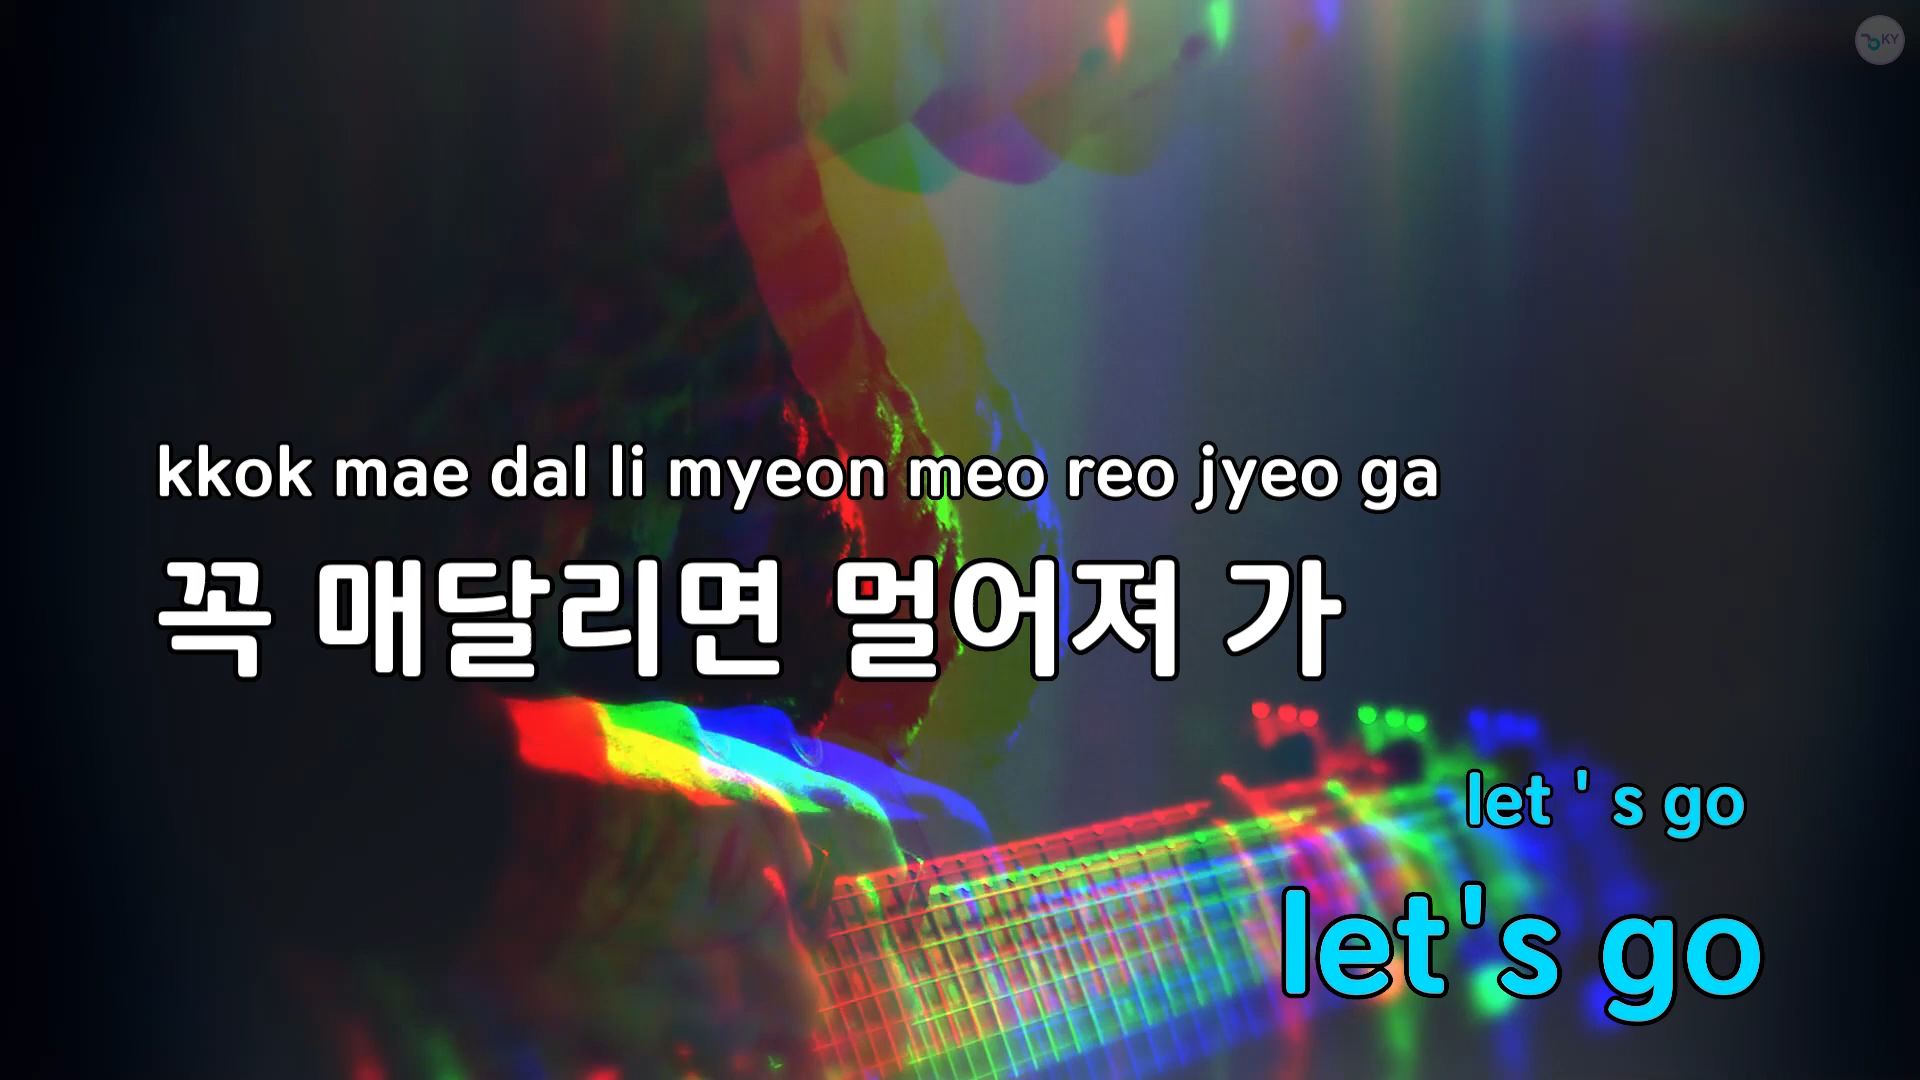 KY
kkok mae dal li myeon meo reo jyeo ga
꼭 매달리면 멀어져 가
let ' s go
let's go